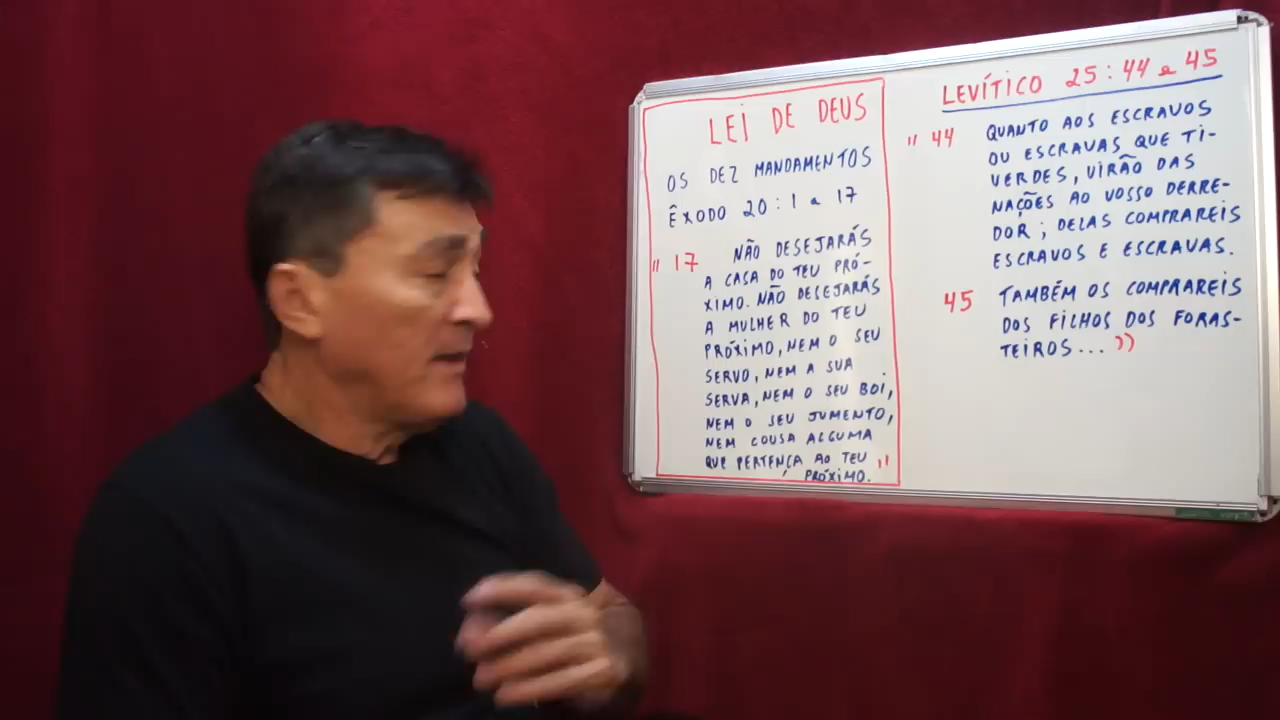 LEI DE DEUS
OS DEZ MANDAMENTOS
ÊXODO 20:1 a 17
" 17 NÃO DESEJARÁS
A CASA DO TEU PRÓ-
XIMO. NÃO DESEJARÁS
A MULHER DO TEU
PRÓXIMO, NEM O SEU
SERVO, NEM A SUA
SERVA, NEM O SEU BOI,
NEM O SEU JUMENTO,
NEM COUSA ALGUMA
QUE PERTENÇA AO TEU
PRÓXIMO. "
LEVÍTICO 25:44 e 45
" 44 QUANTO AOS ESCRAVOS
OU ESCRAVAS QUE TI-
VERDES, VIRÃO DAS
NAÇÕES AO VOSSO DERRE-
DOR; DELAS COMPRAREIS
ESCRAVOS E ESCRAVAS.
45 TAMBÉM OS COMPRAREIS
DOS FILHOS DOS FORAS-
TEIROS... "